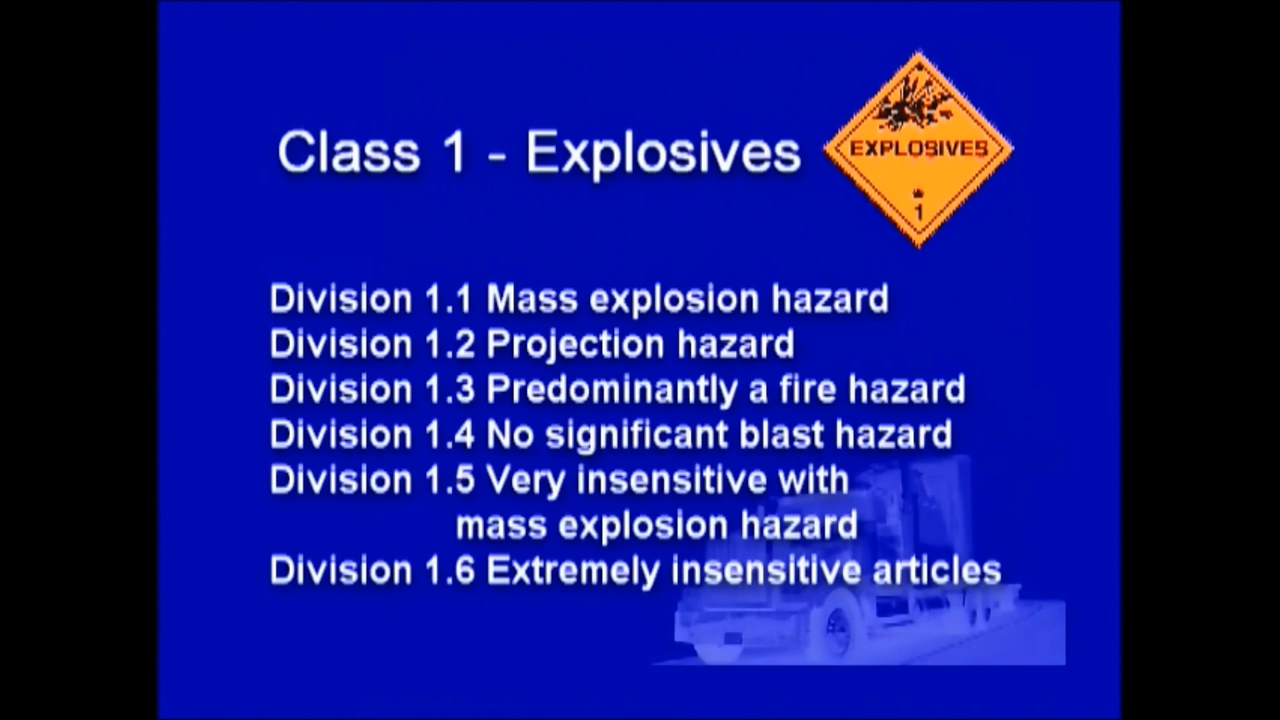 Class 1 - Explosives
EXPLOSIVES
*
1
Division 1.1 Mass explosion hazard
Division 1.2 Projection hazard
Division 1.3 Predominantly a fire hazard
Division 1.4 No significant blast hazard
Division 1.5 Very insensitive with
mass explosion hazard
Division 1.6 Extremely insensitive articles